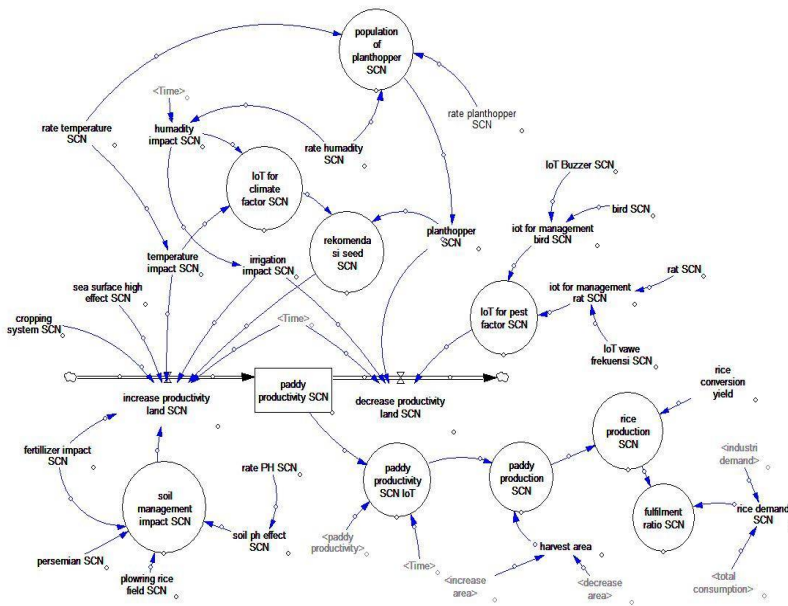 population
of
planthopper
SCN
<Time>
rate planthopper
SCN
rate temperature
SCN
humadity
impact SCN
rate humadity
SCN
IoT for
climate
factor SCN
IoT Buzzer SCN
bird SCN
rekomenda
si seed
SCN
planthopper
SCN
iot for management
bird SCN
temperature
impact SCN
irrigation
impact SCN
rat SCN
sea surface high
effect SCN
iot for management
rat SCN
cropping
system SCN
<Time>
IoT for pest
factor SCN
IoT vawe
frekuensi SCN
rice
conversion
yield
paddy
productivity SCN
increase productivity
land SCN
decrease productivity
land SCN
rice
production
SCN
fertillizer impact
SCN
rate PH SCN
paddy
productivity
SCN IoT
paddy
production
SCN
<industri
demand>
soil
management
impact SCN
fulfilment
ratio SCN
rice demand
SCN
soil ph effect
SCN
<paddy
productivity>
harvest area
persemian SCN
<Time>
plowring rice
field SCN
<increase
area>
<decrease
area>
<total
consumption>